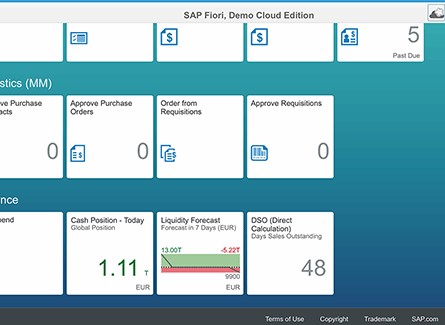 SAP Fiori, Demo Cloud Edition
5
Past Due
stics (MM)
ve Purchase
acts
0
Approve Purchase
Orders
0
Order from
Requisitions
Approve Requisitions
0
nce
pend
Cash Position - Today
Global Position
1.11 T
EUR
Liquidity Forecast
Forecast in 7 Days (EUR)
13.00T -5.22T
9900
EUR
DSO (Direct
Calculation)
Days Sales Outstanding
48
Terms of Use Copyright Trademark SAP.com